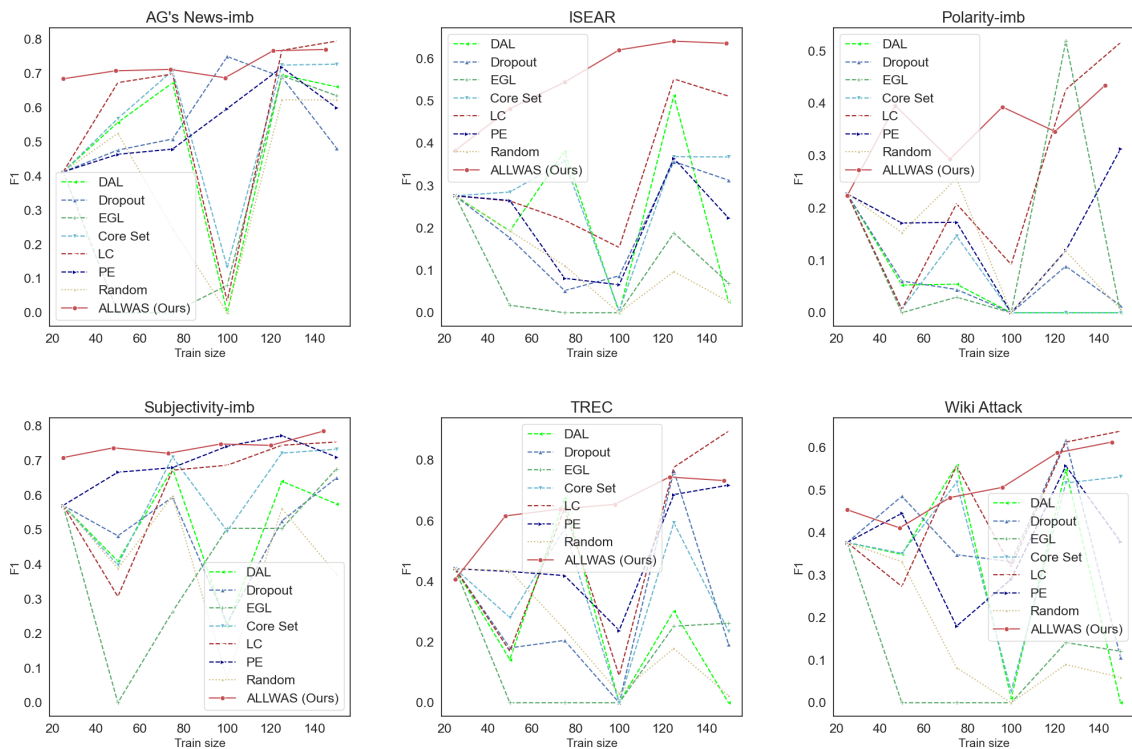 AG's News-imb
F1
0.8
0.7
0.6
0.5
0.4
0.3
0.2
0.1
0.0
DAL
Dropout
EGL
Core Set
LC
PE
Random
ALLWAS (Ours)
20 40 60 80 100 120 140
Train size
ISEAR
F1
0.6
0.5
0.4
0.3
0.2
0.1
0.0
DAL
Dropout
EGL
Core Set
LC
PE
Random
ALLWAS (Ours)
20 40 60 80 100 120 140
Train size
Polarity-imb
F1
0.5
0.4
0.3
0.2
0.1
0.0
DAL
Dropout
EGL
Core Set
LC
PE
Random
ALLWAS (Ours)
20 40 60 80 100 120 140
Train size
Subjectivity-imb
F1
0.8
0.7
0.6
0.5
0.4
0.3
0.2
0.1
0.0
DAL
Dropout
EGL
Core Set
LC
PE
Random
ALLWAS (Ours)
20 40 60 80 100 120 140
Train size
TREC
F1
0.8
0.6
0.4
0.2
0.0
DAL
Dropout
EGL
Core Set
LC
PE
Random
ALLWAS (Ours)
20 40 60 80 100 120 140
Train size
Wiki Attack
F1
0.6
0.5
0.4
0.3
0.2
0.1
0.0
DAL
Dropout
EGL
Core Set
LC
PE
Random
ALLWAS (Ours)
20 40 60 80 100 120 140
Train size